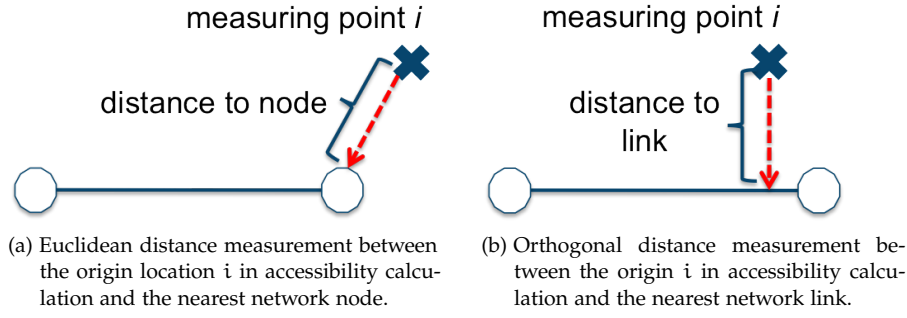 measuring point i
distance to node
(a) Euclidean distance measurement between
the origin location i in accessibility calcu-
lation and the nearest network node.
measuring point i
distance to
link
(b) Orthogonal distance measurement be-
tween the origin i in accessibility calcu-
lation and the nearest network link.